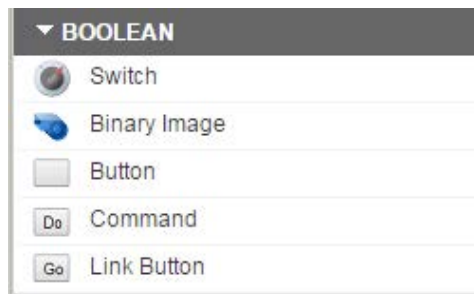 BOOLEAN
Switch
Binary Image
Button
Do Command
Go Link Button